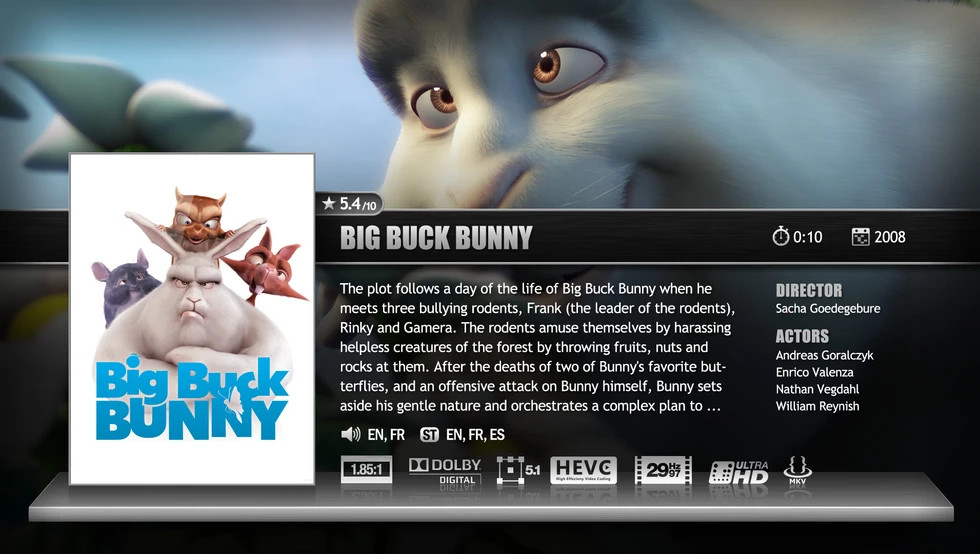 5.4/10
BIG BUCK BUNNY
0:10
2008
The plot follows a day of the life of Big Buck Bunny when he
meets three bullying rodents, Frank (the leader of the rodents),
Rinky and Gamera. The rodents amuse themselves by harassing
helpless creatures of the forest by throwing fruits, nuts and
rocks at them. After the deaths of two of Bunny's favorite but-
terflies, and an offensive attack on Bunny himself, Bunny sets
aside his gentle nature and orchestrates a complex plan to ...
DIRECTOR
Sacha Goedegebure
ACTORS
Andreas Goralczyk
Enrico Valenza
Nathan Vegdahl
William Reynish
Big Buck
BUNNY
EN, FR
ST EN, FR, ES
1.85:1
DOLBY
DIGITAL
5.1
HEVC
High Efficiency Video Coding
29Hz
97
ULTRA
HD
MKV